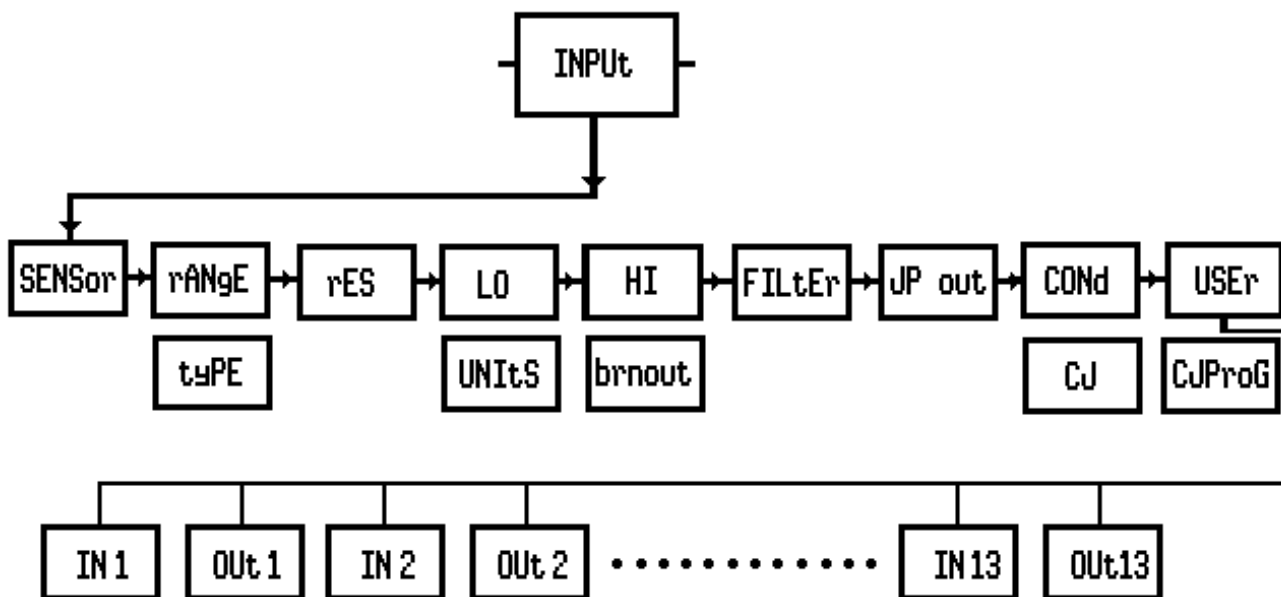 INPUt
SENSor rANgE rES LO HI FILtEr JP out CONd USEr
tyPE UNItS brnout CJ CJProG
IN 1 OUt 1 IN 2 OUt 2 ............ IN 13 OUt13